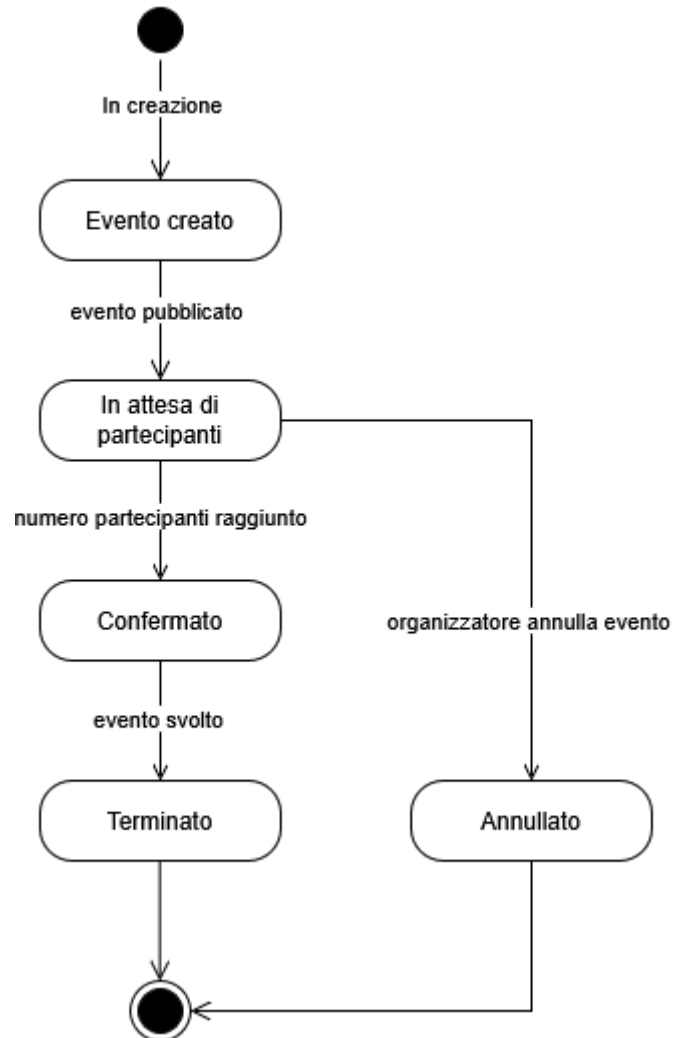 In creazione
Evento creato
evento pubblicato
In attesa di
partecipanti
numero partecipanti raggiunto
Confermato
organizzatore annulla evento
evento svolto
Terminato
Annullato